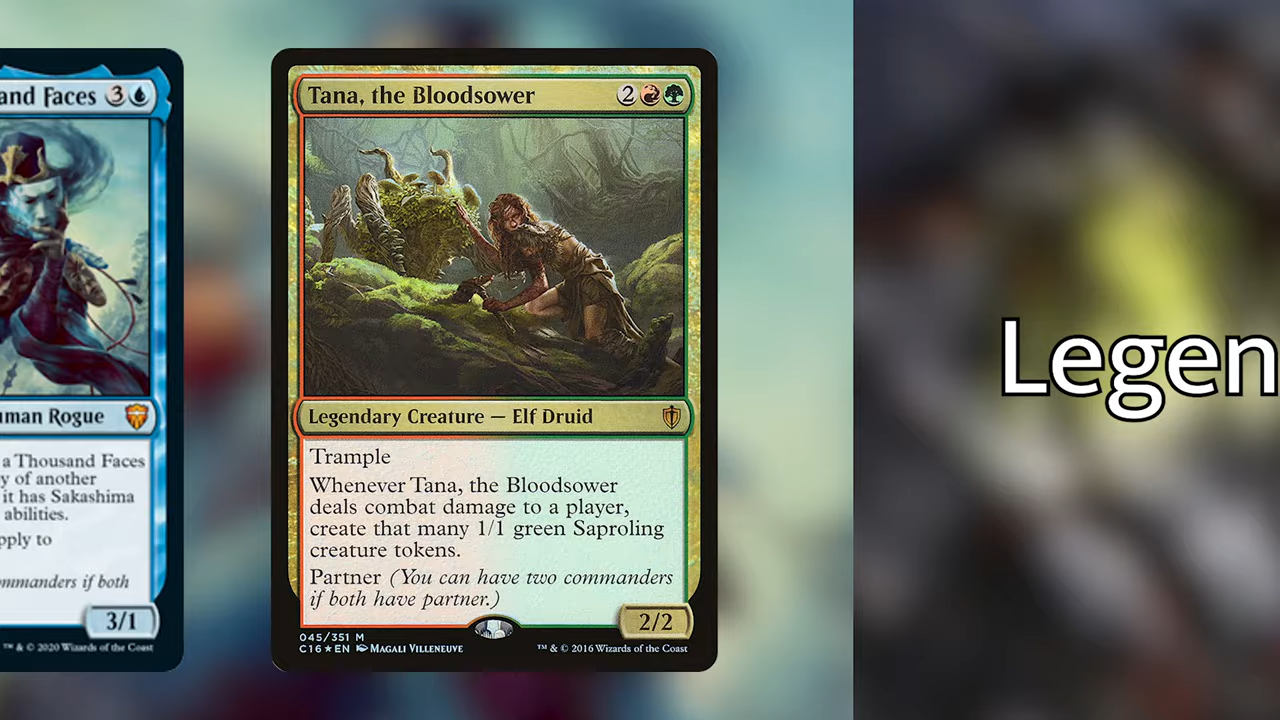 and Faces 3
uman Rogue
a Thousand Faces
y of another
it has Sakashima
abilities.
pply to
ommanders if both
3/1
™ & © 2020 Wizards of the Coast
Tana, the Bloodsower 2
Legendary Creature — Elf Druid
Trample
Whenever Tana, the Bloodsower
deals combat damage to a player,
create that many 1/1 green Saproling
creature tokens.
Partner (You can have two commanders
if both have partner.)
2/2
045/351 M
C16★EN Magali Villeneuve
™ & © 2016 Wizards of the Coast
Legen